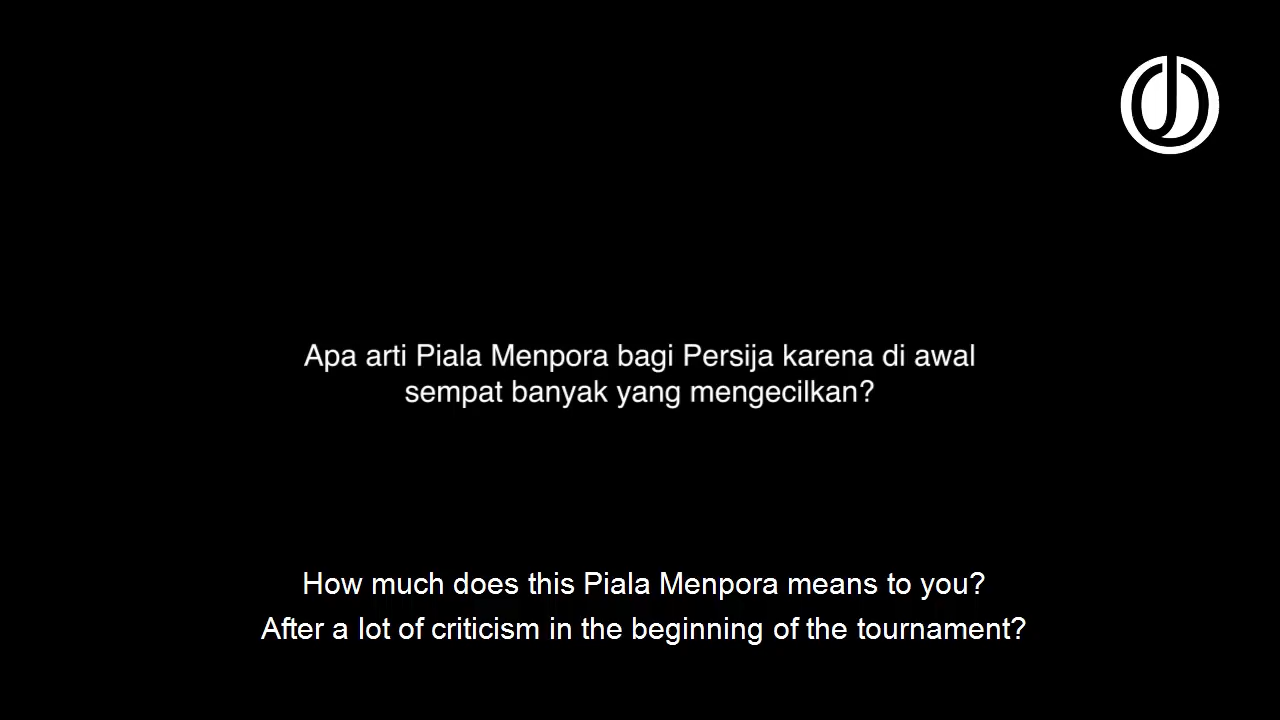 Apa arti Piala Menpora bagi Persija karena di awal
sempat banyak yang mengecilkan?
How much does this Piala Menpora means to you?
After a lot of criticism in the beginning of the tournament?